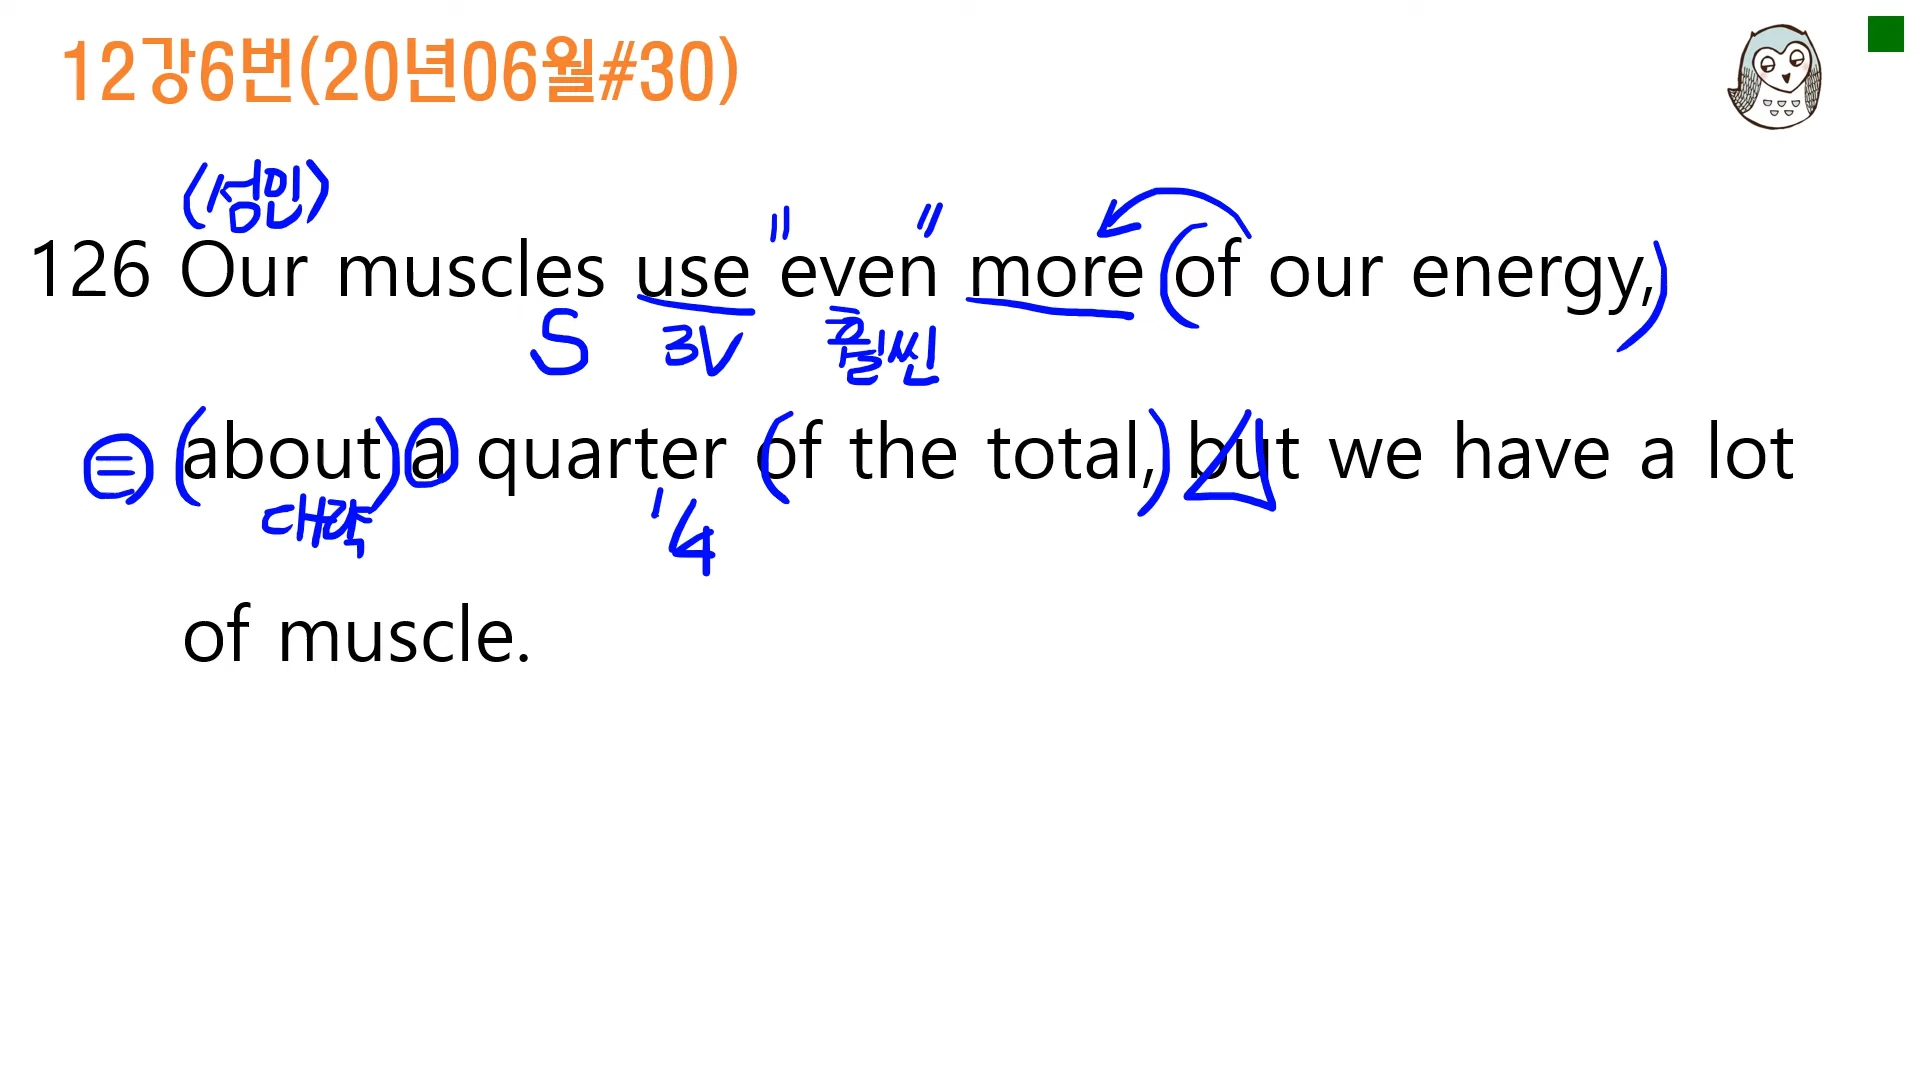 12강6번(20년06월#30)
(성인)
126 Our muscles use "even" more (of our energy,)
S 3V 훨씬
= (about) a quarter (of the total,) but we have a lot
대략 1/4
of muscle.